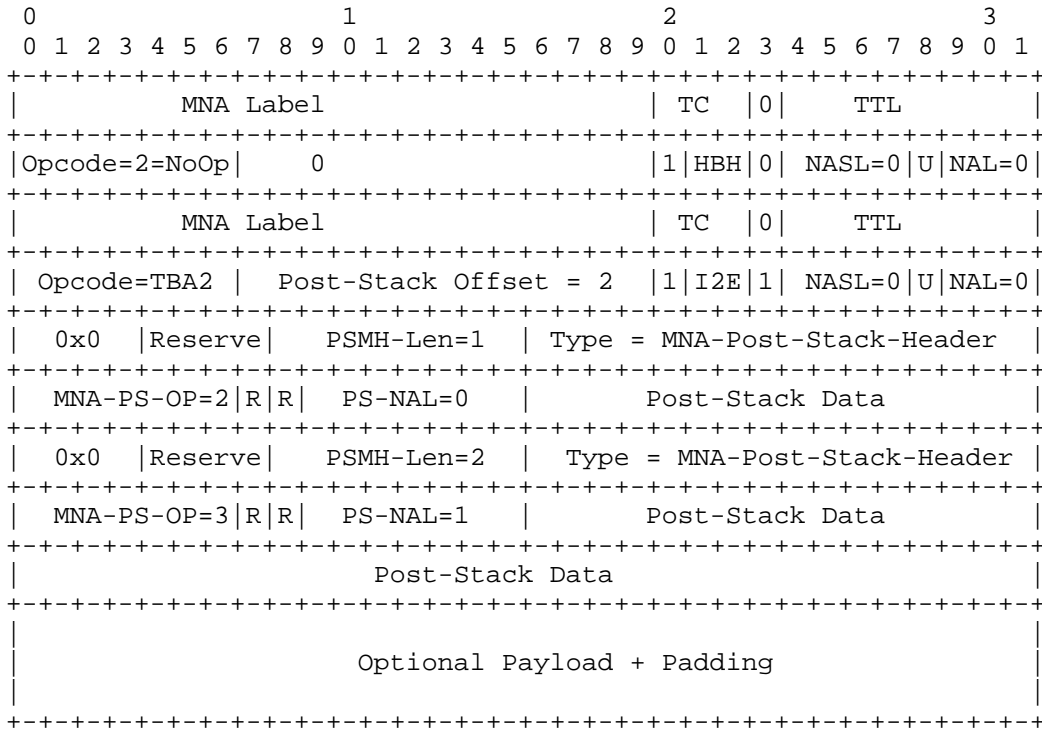 0                   1                   2                   3
 0 1 2 3 4 5 6 7 8 9 0 1 2 3 4 5 6 7 8 9 0 1 2 3 4 5 6 7 8 9 0 1
+-+-+-+-+-+-+-+-+-+-+-+-+-+-+-+-+-+-+-+-+-+-+-+-+-+-+-+-+-+-+-+-+
|          MNA Label                    | TC  |0|    TTL        |
+-+-+-+-+-+-+-+-+-+-+-+-+-+-+-+-+-+-+-+-+-+-+-+-+-+-+-+-+-+-+-+-+
|Opcode=2=NoOp|    0                    |1|HBH|0| NASL=0|U|NAL=0|
+-+-+-+-+-+-+-+-+-+-+-+-+-+-+-+-+-+-+-+-+-+-+-+-+-+-+-+-+-+-+-+-+
|          MNA Label                    | TC  |0|    TTL        |
+-+-+-+-+-+-+-+-+-+-+-+-+-+-+-+-+-+-+-+-+-+-+-+-+-+-+-+-+-+-+-+-+
| Opcode=TBA2 |  Post-Stack Offset = 2  |1|I2E|1| NASL=0|U|NAL=0|
+-+-+-+-+-+-+-+-+-+-+-+-+-+-+-+-+-+-+-+-+-+-+-+-+-+-+-+-+-+-+-+-+
|  0x0  |Reserve|   PSMH-Len=1  | Type = MNA-Post-Stack-Header  |
+-+-+-+-+-+-+-+-+-+-+-+-+-+-+-+-+-+-+-+-+-+-+-+-+-+-+-+-+-+-+-+-+
|  MNA-PS-OP=2|R|R|  PS-NAL=0   |       Post-Stack Data         |
+-+-+-+-+-+-+-+-+-+-+-+-+-+-+-+-+-+-+-+-+-+-+-+-+-+-+-+-+-+-+-+-+
|  0x0  |Reserve|   PSMH-Len=2  |  Type = MNA-Post-Stack-Header |
+-+-+-+-+-+-+-+-+-+-+-+-+-+-+-+-+-+-+-+-+-+-+-+-+-+-+-+-+-+-+-+-+
|  MNA-PS-OP=3|R|R|  PS-NAL=1   |       Post-Stack Data         |
+-+-+-+-+-+-+-+-+-+-+-+-+-+-+-+-+-+-+-+-+-+-+-+-+-+-+-+-+-+-+-+-+
|                      Post-Stack Data                          |
+-+-+-+-+-+-+-+-+-+-+-+-+-+-+-+-+-+-+-+-+-+-+-+-+-+-+-+-+-+-+-+-+
|                                                               |
|                     Optional Payload + Padding                |
|                                                               |
+-+-+-+-+-+-+-+-+-+-+-+-+-+-+-+-+-+-+-+-+-+-+-+-+-+-+-+-+-+-+-+-+